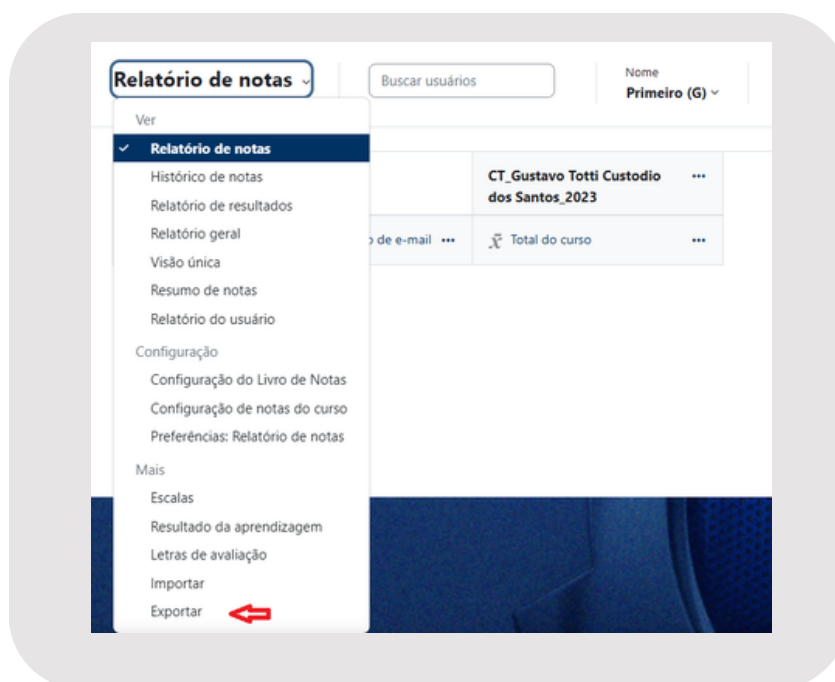 Relatório de notas
Buscar usuários
Nome
Primeiro (G)
Ver
Relatório de notas
Histórico de notas
Relatório de resultados
Relatório geral
Visão única
Resumo de notas
Relatório do usuário
Configuração
Configuração do Livro de Notas
Configuração de notas do curso
Preferências: Relatório de notas
Mais
Escalas
Resultado da aprendizagem
Letras de avaliação
Importar
Exportar
CT_Gustavo Totti Custodio
dos Santos_2023
de e-mail
x̄ Total do curso